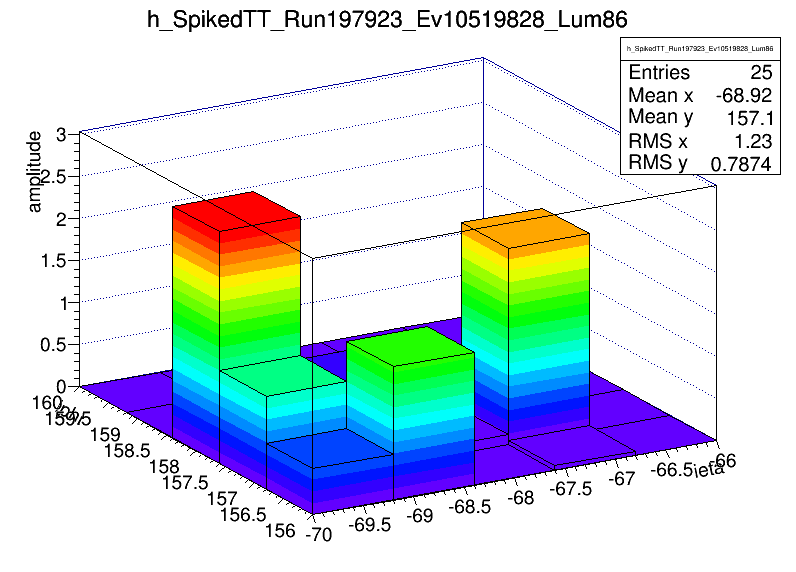 h_SpikedTT_Run197923_Ev10519828_Lum86
h_SpikedTT_Run197923_Ev10519828_Lum86
Entries 25
Mean x -68.92
Mean y 157.1
RMS x 1.23
RMS y 0.7874
amplitude
3
2.5
2
1.5
1
0.5
0
160
159.5
159
158.5
158
157.5
157
156.5
156
-70
-69.5
-69
-68.5
-68
-67.5
-67
-66.5
-66
ieta